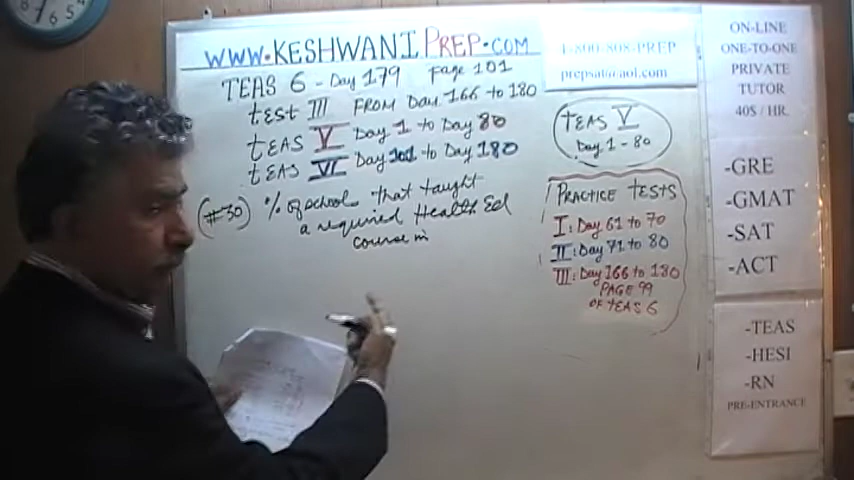 WWW.KESHWANIPREP.COM
TEAS 6 - Day 179 Page 101
test III FROM Day 166 to 180
tEAS V Day 1 to Day 80
tEAS VI Day 101 to Day 180
(#30) % of schools that taught
a required Health Ed
course in
1-800-808-PREP
prepsat@aol.com
TEAS V
Day 1 - 80
PRACTICE tESTS
I: Day 61 to 70
II: Day 71 to 80
III: Day 166 to 180
PAGE 99
OF TEAS 6
ON-LINE
ONE-TO-ONE
PRIVATE
TUTOR
40$ / HR.
-GRE
-GMAT
-SAT
-ACT
-TEAS
-HESI
-RN
PRE-ENTRANCE
7 6 5